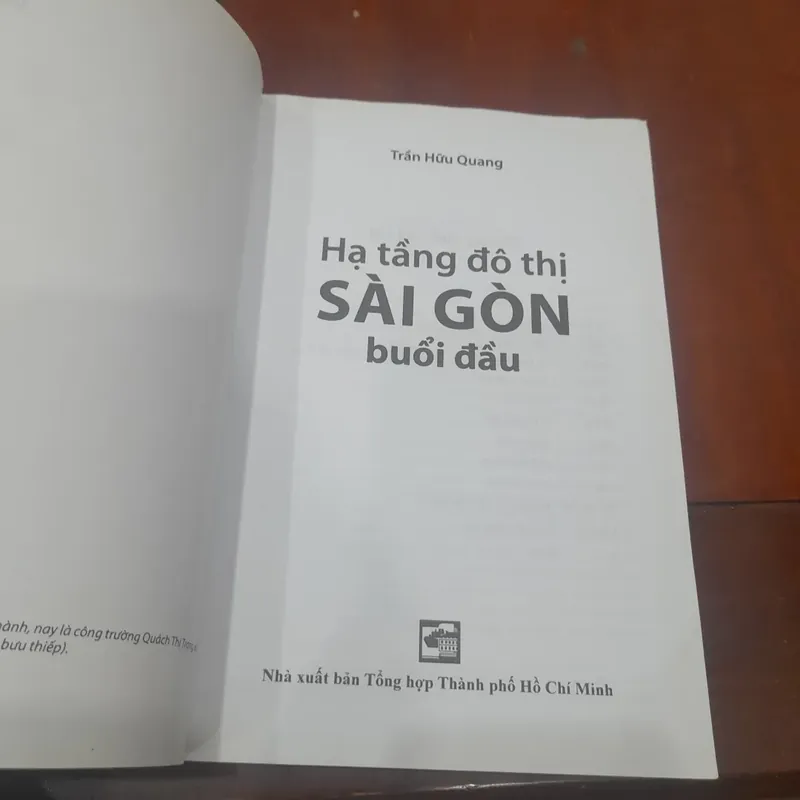 Trần Hữu Quang
Hạ tầng đô thị
SÀI GÒN
buổi đầu
Nhà xuất bản Tổng hợp Thành phố Hồ Chí Minh
ành, nay là công trường Quách Thị Trang,
bưu thiếp).